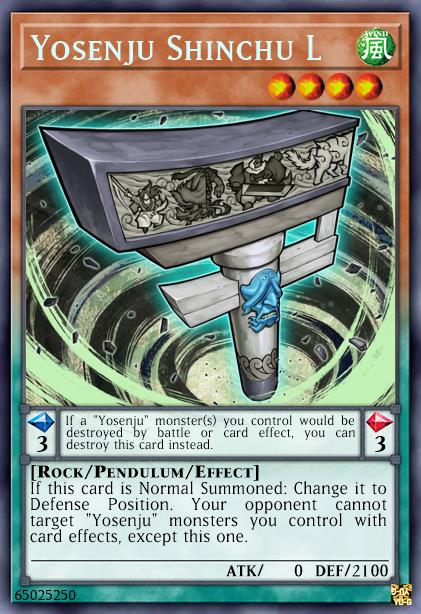 YOSENJU SHINCHU L
WIND
風
3
If a "Yosenju" monster(s) you control would be
destroyed by battle or card effect, you can
destroy this card instead.
3
[ROCK/PENDULUM/EFFECT]
If this card is Normal Summoned: Change it to
Defense Position. Your opponent cannot
target "Yosenju" monsters you control with
card effects, except this one.
ATK/ 0 DEF/2100
65025250